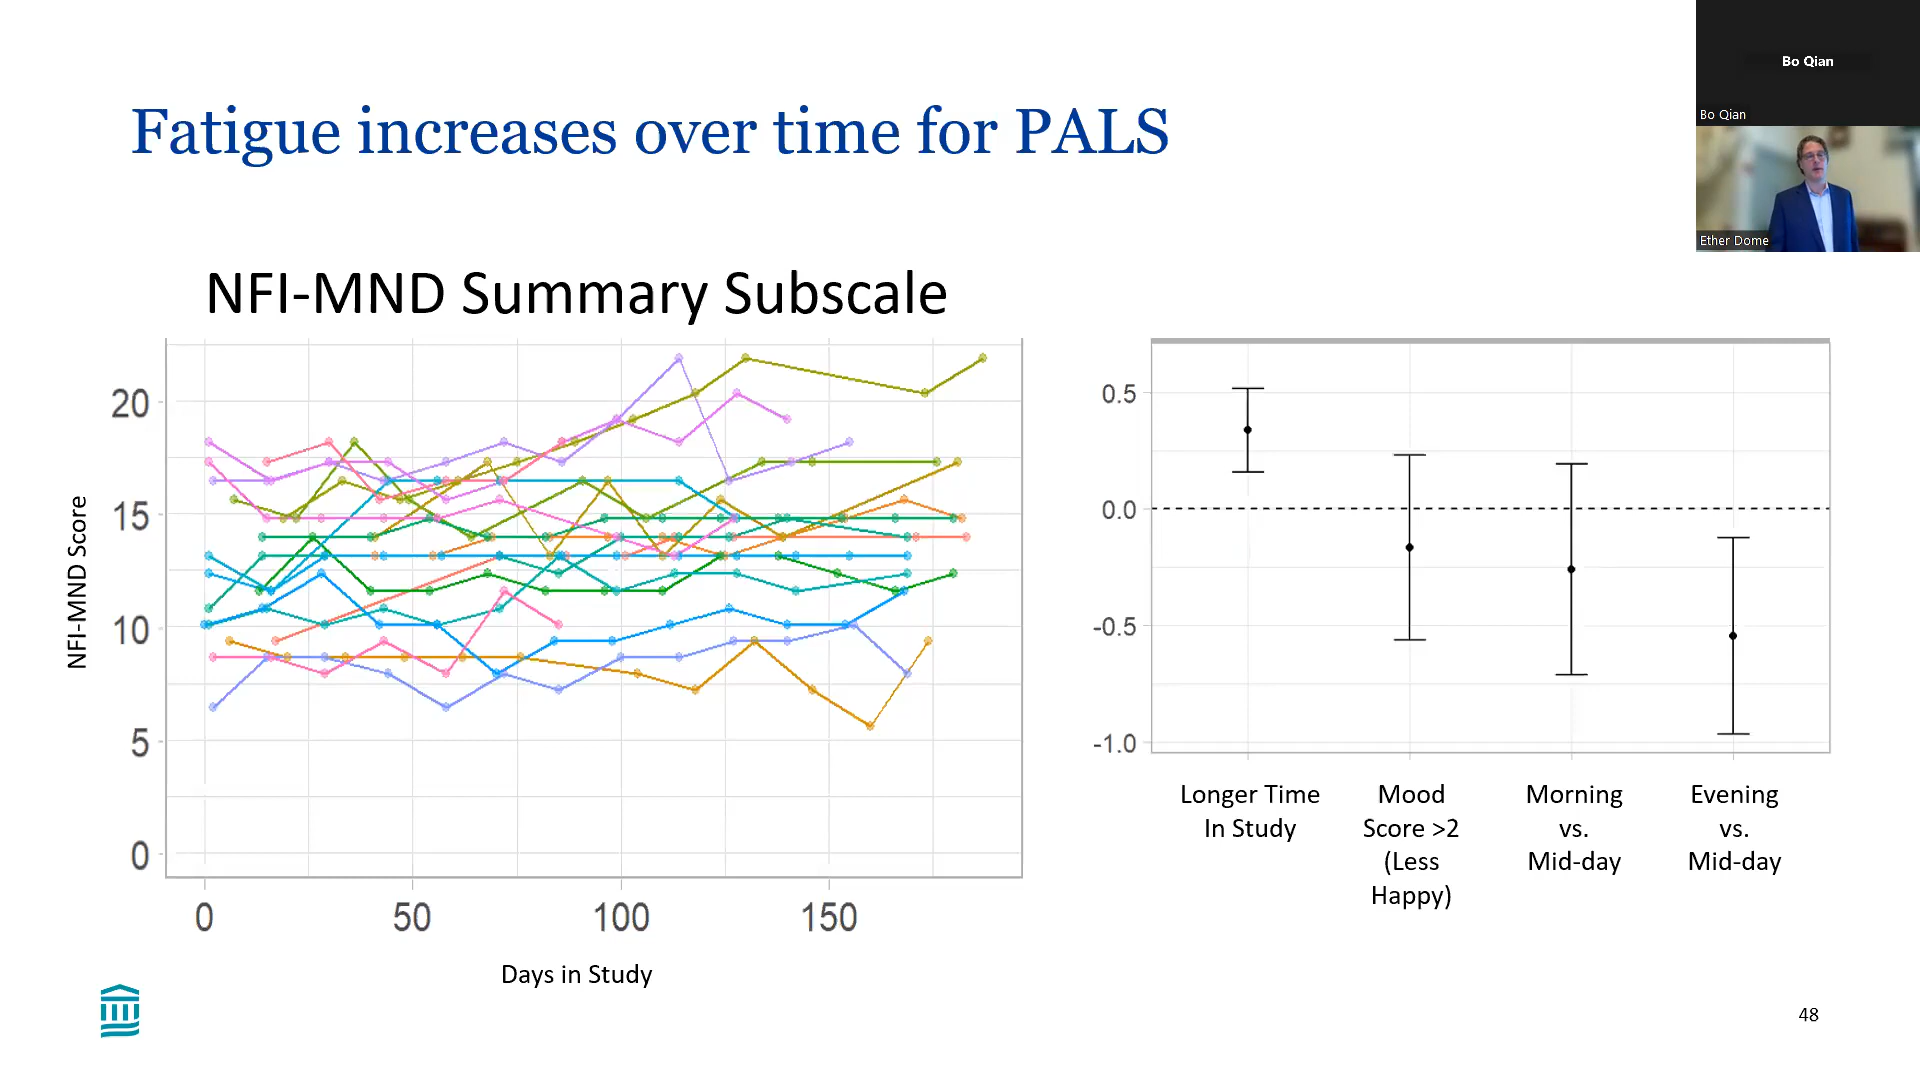 Bo Qian
Bo Qian
Ether Dome
Fatigue increases over time for PALS
NFI-MND Summary Subscale
NFI-MND Score
20
15
10
5
0
0 50 100 150
Days in Study
0.5
0.0
-0.5
-1.0
Longer Time
In Study
Mood
Score >2
(Less
Happy)
Morning
vs.
Mid-day
Evening
vs.
Mid-day
48